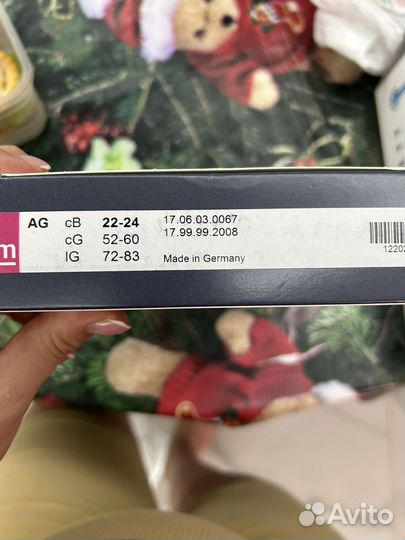 AG cB 22-24 17.06.03.0067
cG 52-60 17.99.99.2008
lG 72-83 Made in Germany
m
12202
Avito